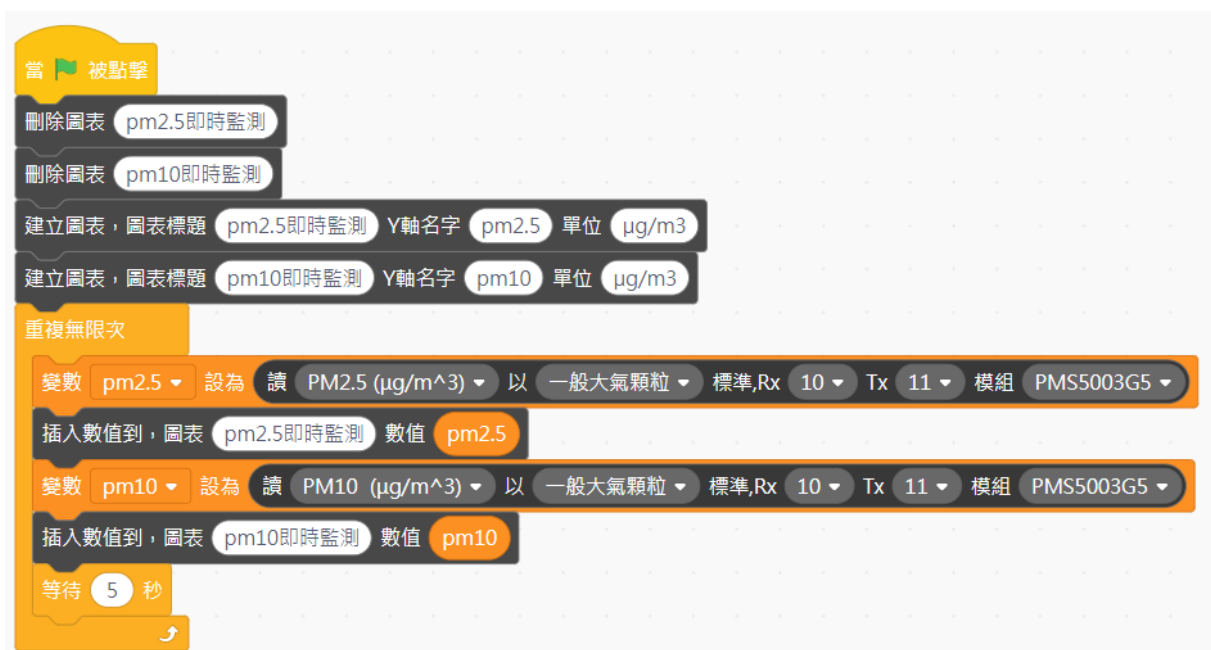 當 被點擊
刪除圖表 pm2.5即時監測
刪除圖表 pm10即時監測
建立圖表，圖表標題 pm2.5即時監測 Y軸名字 pm2.5 單位 μg/m3
建立圖表，圖表標題 pm10即時監測 Y軸名字 pm10 單位 μg/m3
重複無限次
變數 pm2.5 設為 讀 PM2.5 (μg/m^3) 以 一般大氣顆粒 標準,Rx 10 Tx 11 模組 PMS5003G5
插入數值到，圖表 pm2.5即時監測 數值 pm2.5
變數 pm10 設為 讀 PM10 (μg/m^3) 以 一般大氣顆粒 標準,Rx 10 Tx 11 模組 PMS5003G5
插入數值到，圖表 pm10即時監測 數值 pm10
等待 5 秒